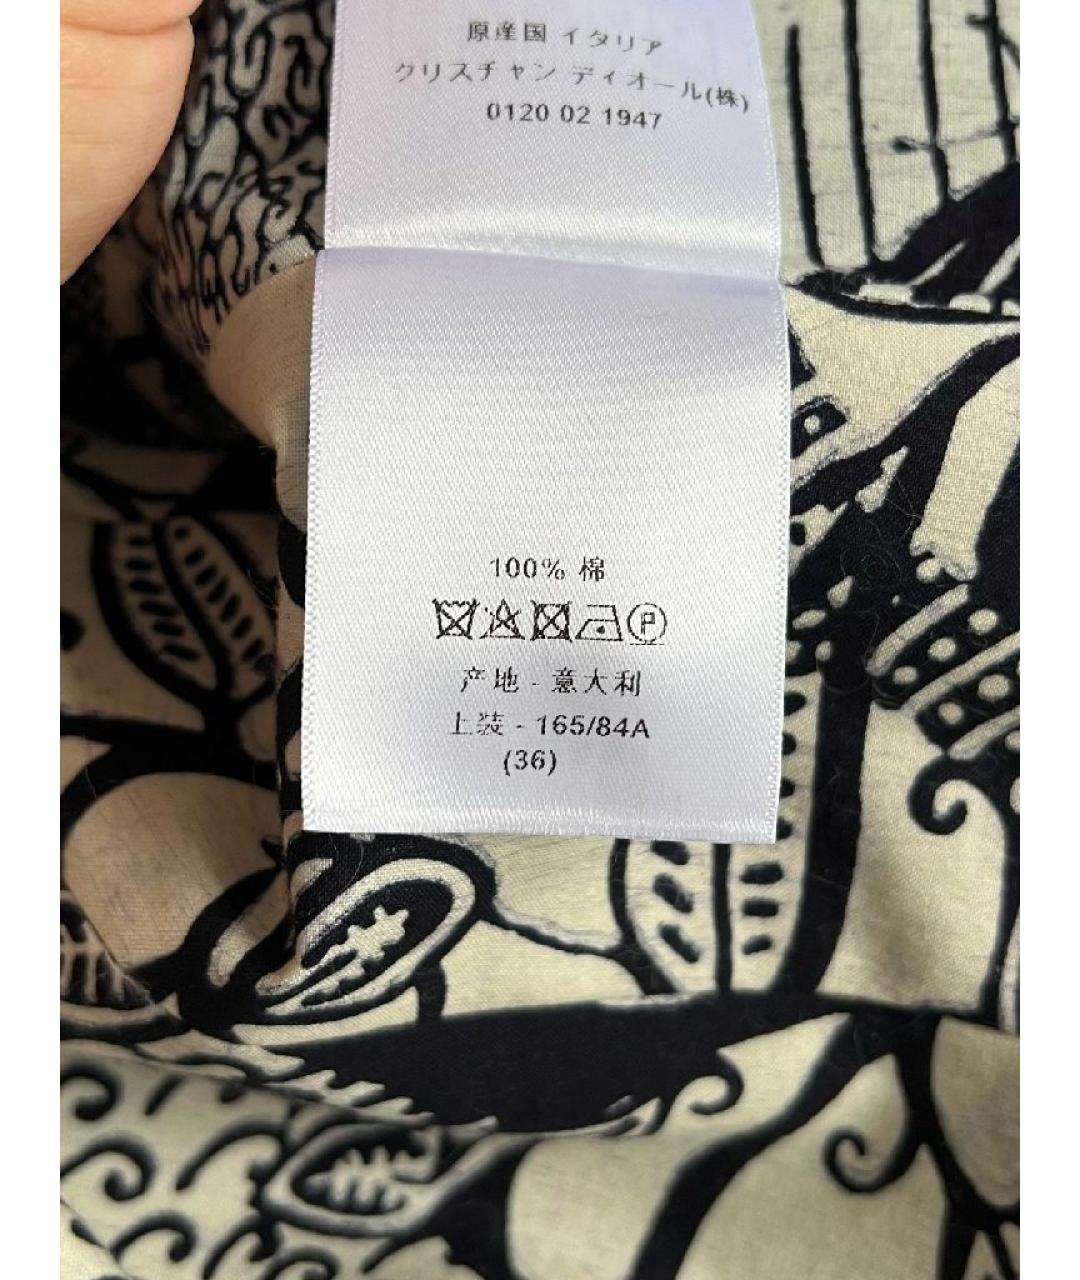 原産国 イタリア
クリスチャン ディオール(株)
0120 02 1947
100% 棉
P
产地 - 意大利
上装 - 165/84A
(36)